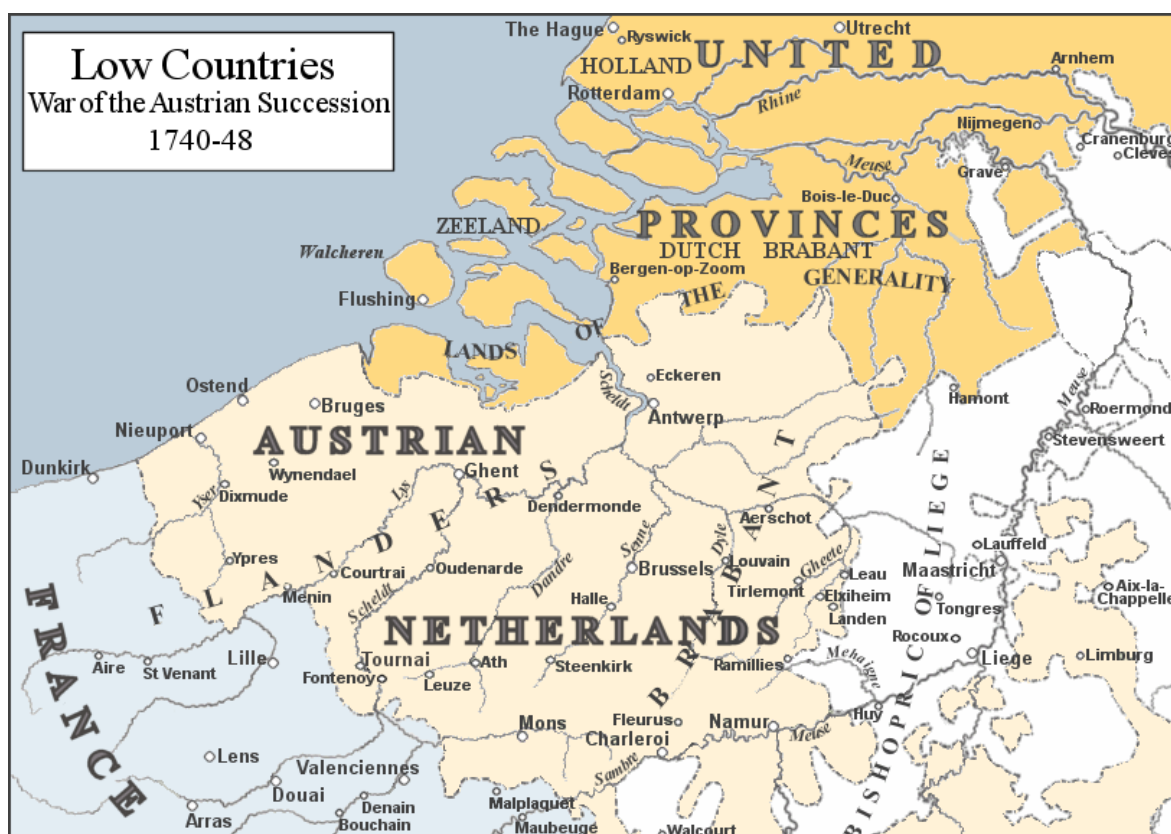 Low Countries
War of the Austrian Succession
1740-48
The Hague
Ryswick
Utrecht
UNITED
HOLLAND
Arnhem
Rotterdam
Rhine
Nijmegen
Cranenburg
Cleves
Meuse
Grave
Bois-le-Duc
PROVINCES
ZEELAND
DUTCH BRABANT
Walcheren
Bergen-op-Zoom
GENERALITY
THE
Flushing
OF
LANDS
Scheldt
Eckeren
Ostend
Bruges
Antwerp
Hamont
Meuse
Roermond
Nieuport
AUSTRIAN
Stevensweert
Dunkirk
Wynendael
Ghent
Dixmude
Yser
Lys
Dendermonde
Aerschot
FLANDERS
BRABANT
Senne
Dyle
Lauffeld
Ypres
Courtrai
Oudenarde
Brussels
Louvain
Gheete
Leau
Maastricht
Menin
Scheldt
Dandre
Tirlemont
Elxiheim
Aix-la-
Chappelle
Halle
Landen
Tongres
FRANCE
NETHERLANDS
Rocoux
Aire
St Venant
Lille
Tournai
Ath
Steenkirk
Ramillies
Mehaigne
Liege
Limburg
Fontenoy
Leuze
BISHOPRIC OF LIEGE
Mons
Fleurus
Namur
Huy
Charleroi
Meuse
Lens
Valenciennes
Sambre
Douai
Denain
Malplaquet
Arras
Bouchain
Maubeuge
Walcourt